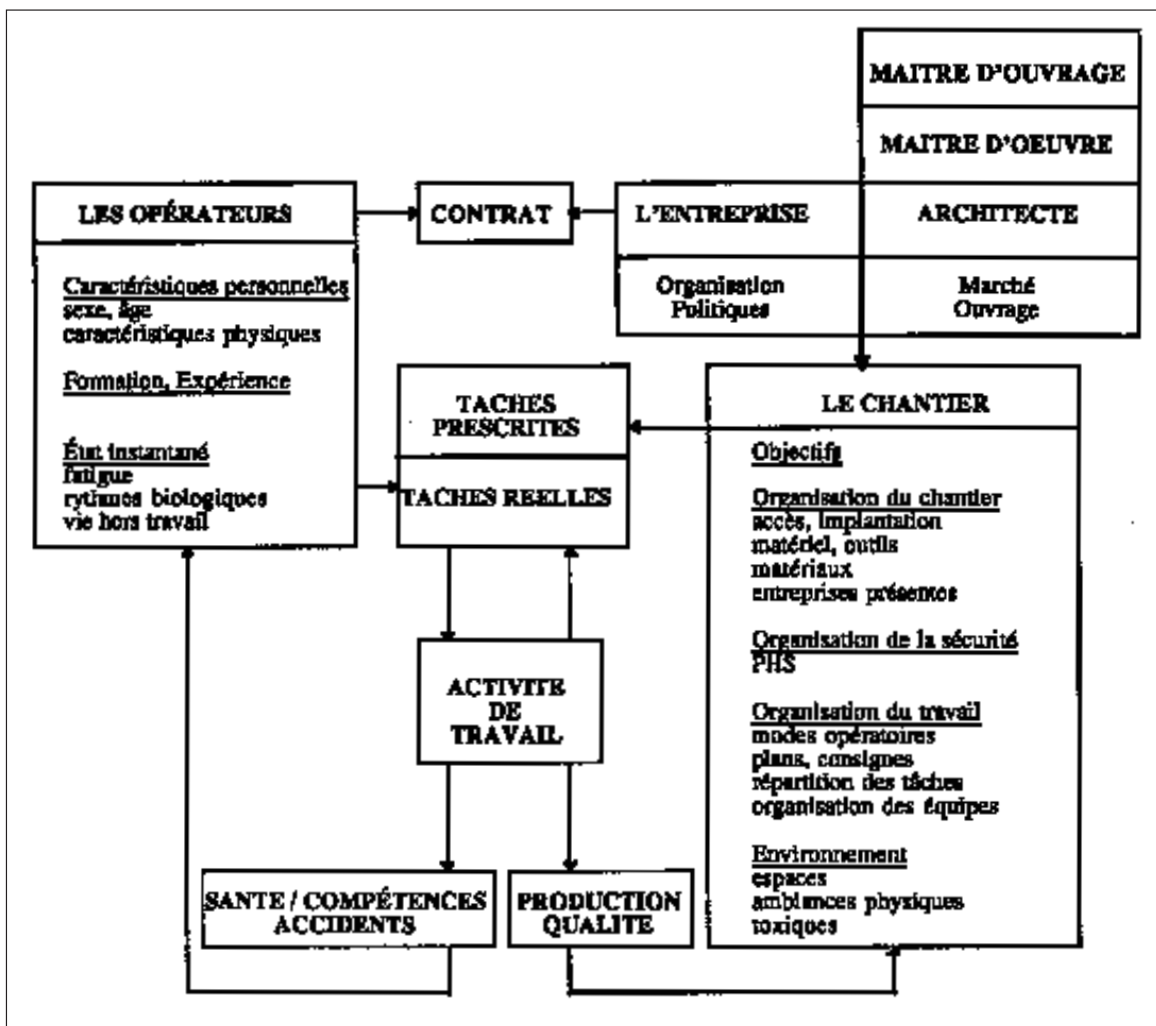 MAITRE D'OUVRAGE
MAITRE D'OEUVRE
LES OPÉRATEURS
CONTRAT
L'ENTREPRISE
ARCHITECTE
Organisation
Politiques
Marché
Ouvrage
Caractéristiques personnelles
sexe, âge
caractéristiques physiques
Formation, Expérience
État instantané
fatigue
rytmes biologiques
vie hors travail
TACHES
PRESCRITES
TACHES REELLES
LE CHANTIER
Objectifs
Organisation du chantier
accès, implantation
matériel, outils
matériaux
entreprises présentes
Organisation de la sécurité
PHS
Organisation du travail
modes opératoires
plans, consignes
répartition des tâches
organisation des équipes
Environnement
espaces
ambiances physiques
toxiques
ACTIVITE
DE
TRAVAIL
SANTE / COMPÉTENCES
ACCIDENTS
PRODUCTION
QUALITE